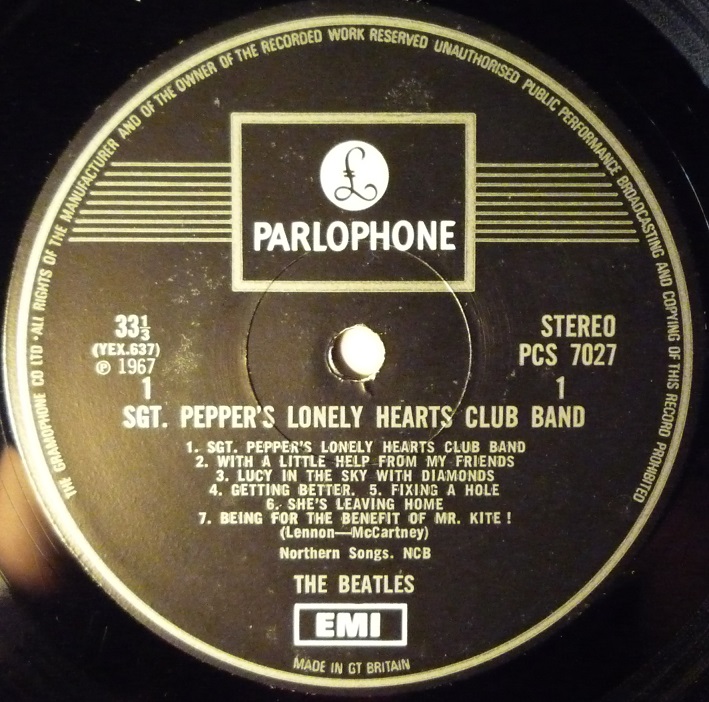 THE GRAMOPHONE CO LTD · ALL RIGHTS OF THE MANUFACTURER AND OF THE OWNER OF THE RECORDED WORK RESERVED UNAUTHORISED PUBLIC PERFORMANCE BROADCASTING AND COPYING OF THIS RECORD PROHIBITED
£
PARLOPHONE
33⅓
(YEX.637)
℗ 1967
1
STEREO
PCS 7027
1
SGT. PEPPER'S LONELY HEARTS CLUB BAND
1. SGT. PEPPER'S LONELY HEARTS CLUB BAND
2. WITH A LITTLE HELP FROM MY FRIENDS
3. LUCY IN THE SKY WITH DIAMONDS
4. GETTING BETTER. 5. FIXING A HOLE
6. SHE'S LEAVING HOME
7. BEING FOR THE BENEFIT OF MR. KITE !
(Lennon—McCartney)
Northern Songs. NCB
THE BEATLES
EMI
MADE IN GT BRITAIN